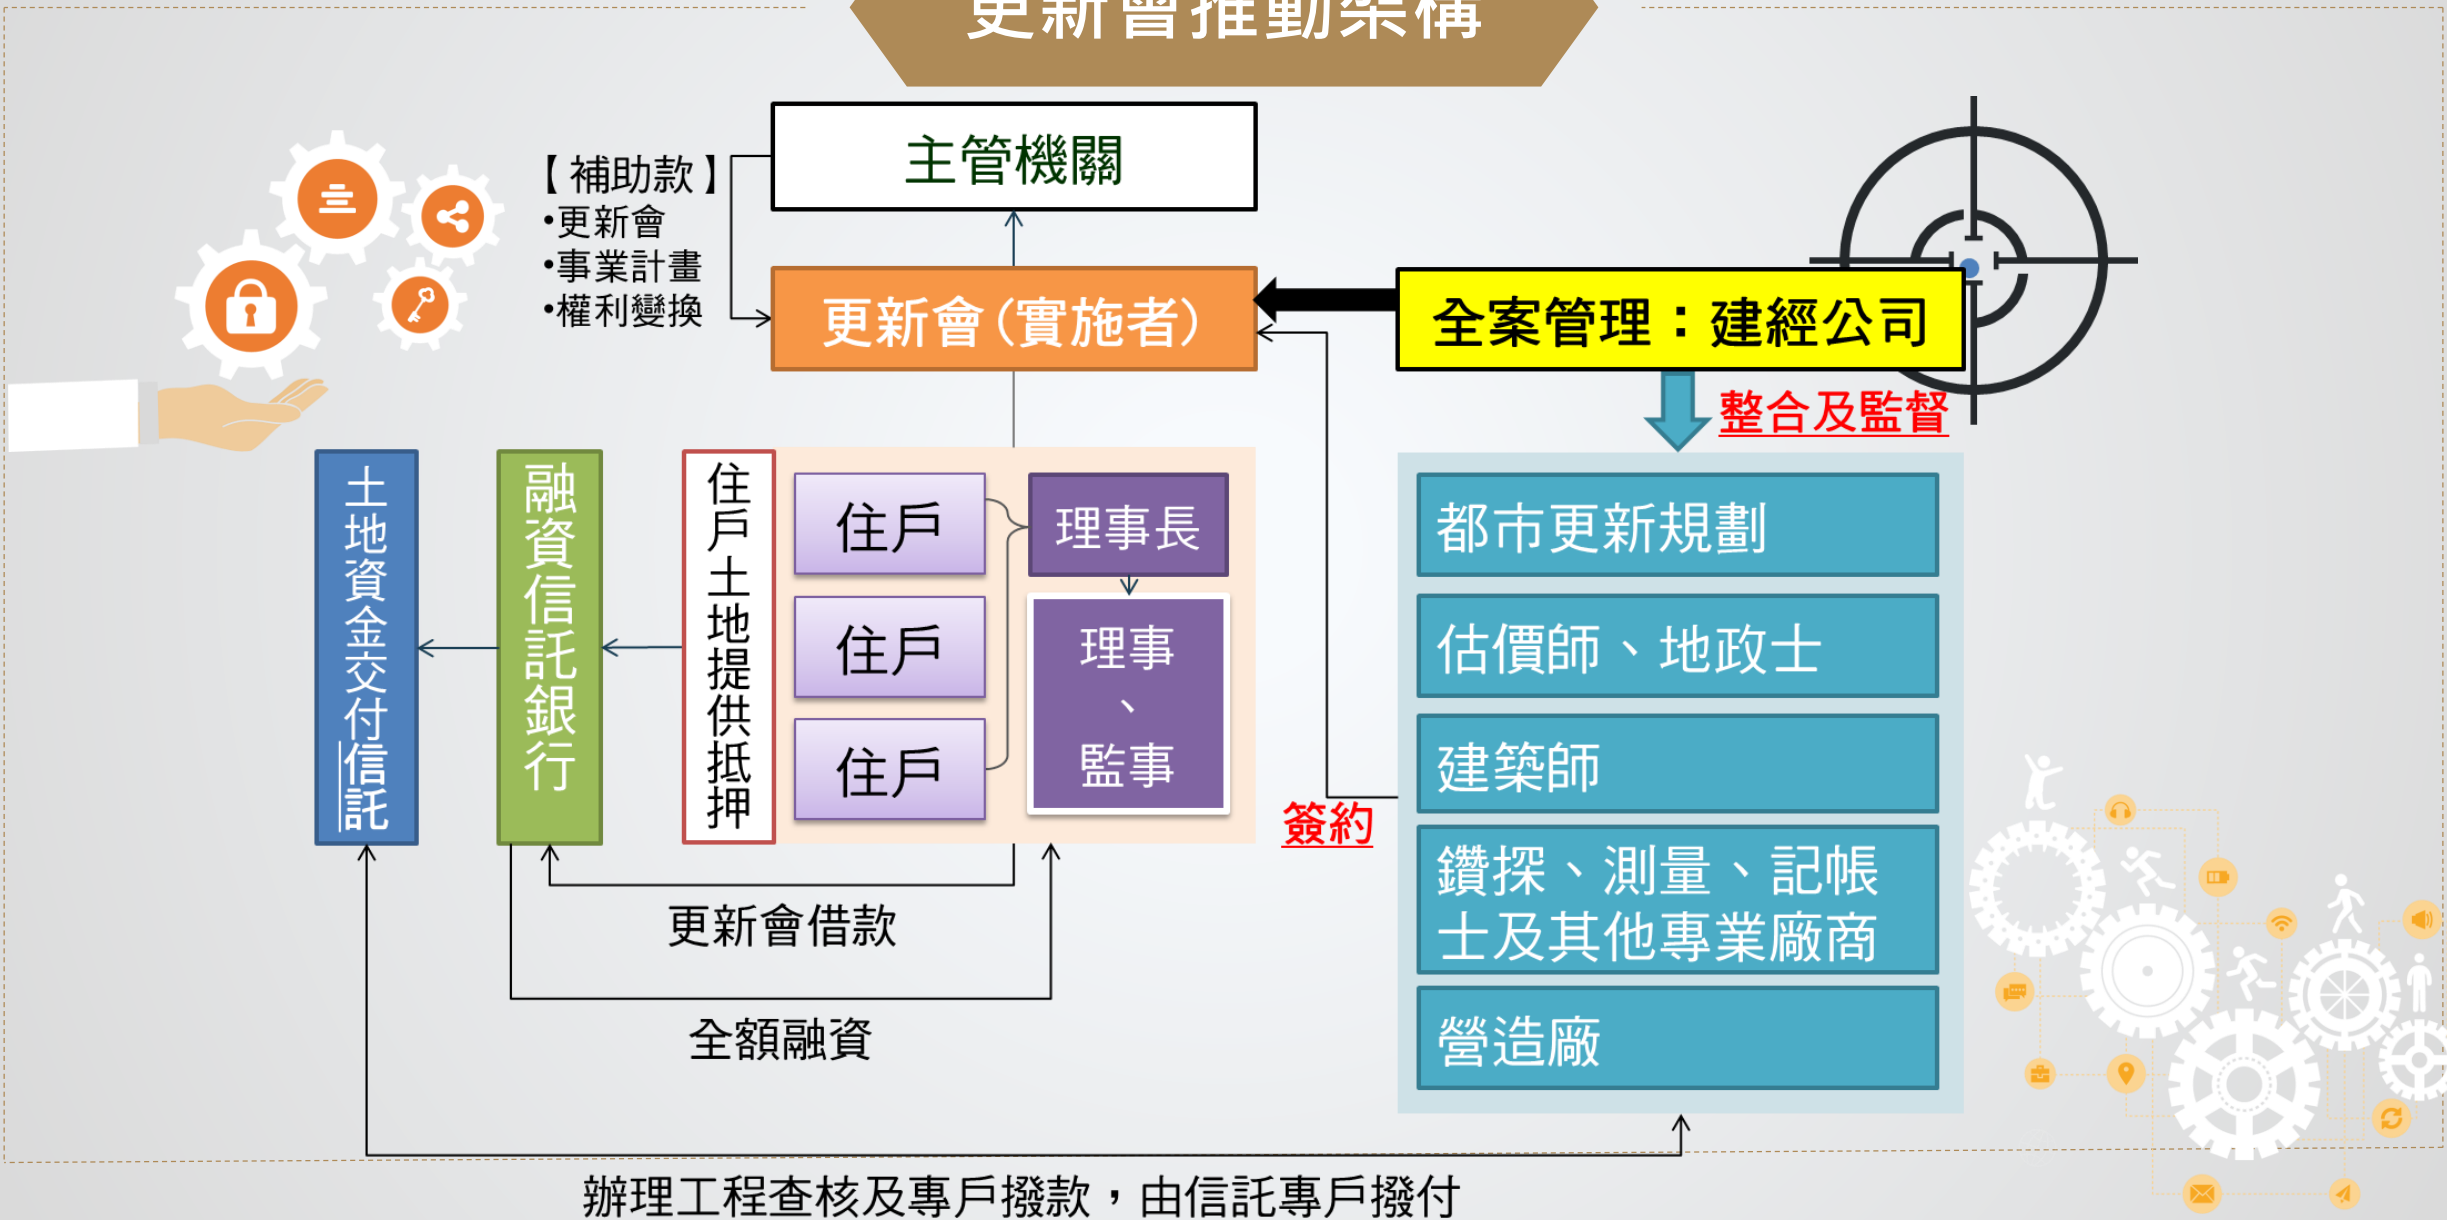 更新會推動架構
主管機關
【補助款】
•更新會
•事業計畫
•權利變換
更新會(實施者)
全案管理：建經公司
整合及監督
土地資金交付信託
融資信託銀行
住戶土地提供抵押
住戶
住戶
住戶
理事長
理事
、
監事
簽約
都市更新規劃
估價師、地政士
建築師
鑽探、測量、記帳
士及其他專業廠商
營造廠
更新會借款
全額融資
辦理工程查核及專戶撥款，由信託專戶撥付